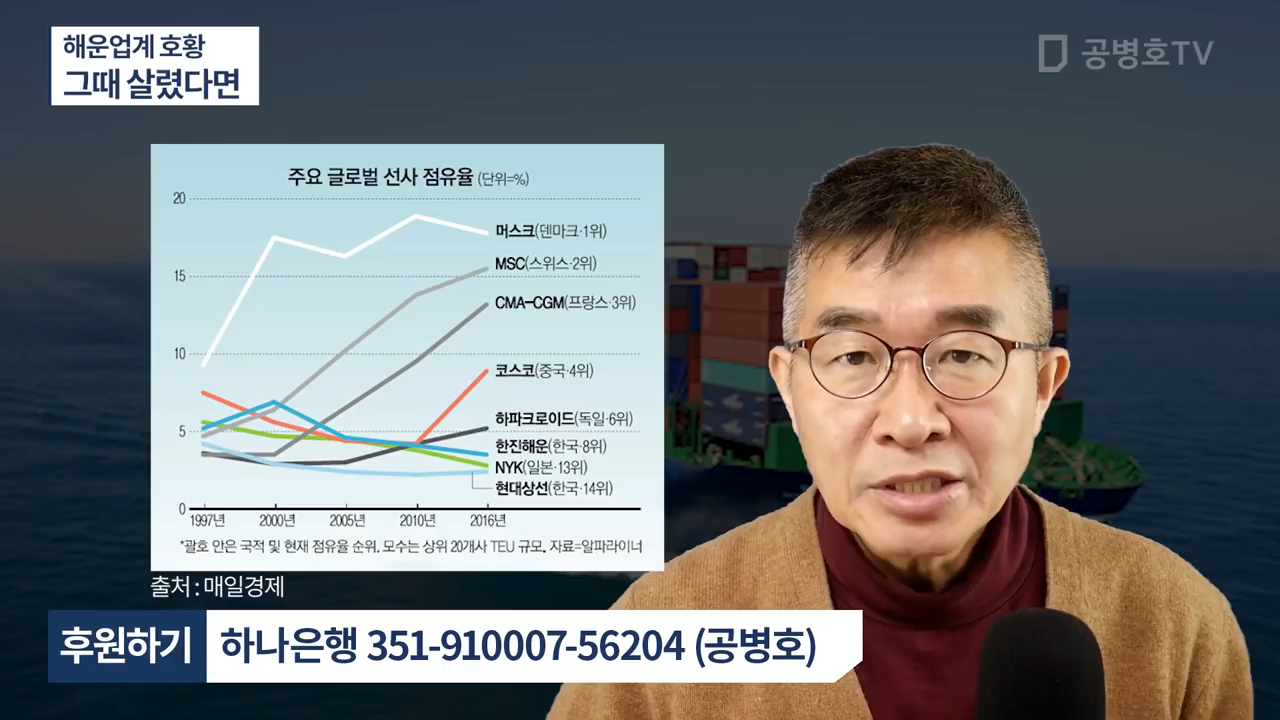 해운업계 호황
그때 살렸다면
공병호TV
주요 글로벌 선사 점유율 (단위=%)
20
15
10
5
0
머스크(덴마크·1위)
MSC(스위스·2위)
CMA-CGM(프랑스·3위)
코스코(중국·4위)
하파크로이드(독일·6위)
한진해운(한국·8위)
NYK(일본·13위)
현대상선(한국·14위)
1997년 2000년 2005년 2010년 2016년
*괄호 안은 국적 및 현재 점유율 순위. 모수는 상위 20개사 TEU 규모. 자료=알파라이너
출처 : 매일경제
후원하기 하나은행 351-910007-56204 (공병호)